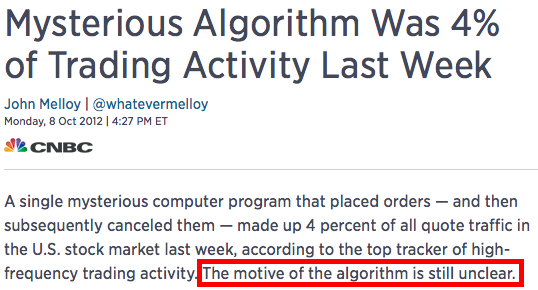 Mysterious Algorithm Was 4%
of Trading Activity Last Week
John Melloy | @whatevermelloy
Monday, 8 Oct 2012 | 4:27 PM ET
CNBC
A single mysterious computer program that placed orders — and then
subsequently canceled them — made up 4 percent of all quote traffic in
the U.S. stock market last week, according to the top tracker of high-
frequency trading activity. The motive of the algorithm is still unclear.